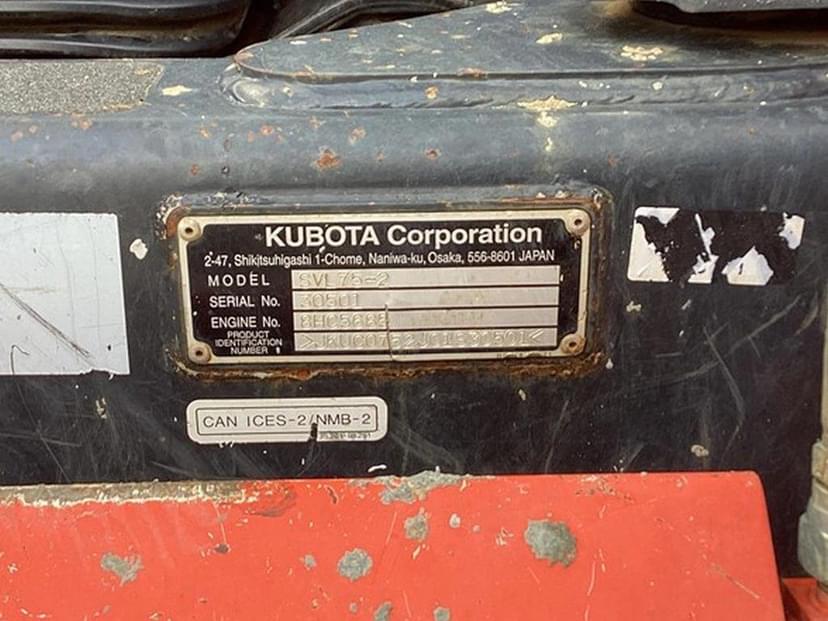 KUBOTA Corporation
2-47, Shikitsuhigashi 1-Chome, Naniwa-ku, Osaka, 556-8601 JAPAN
MODEL SVL75-2
SERIAL No. 30501
ENGINE No.
PRODUCT
IDENTIFICATION
NUMBER
CAN ICES-2/NMB-2